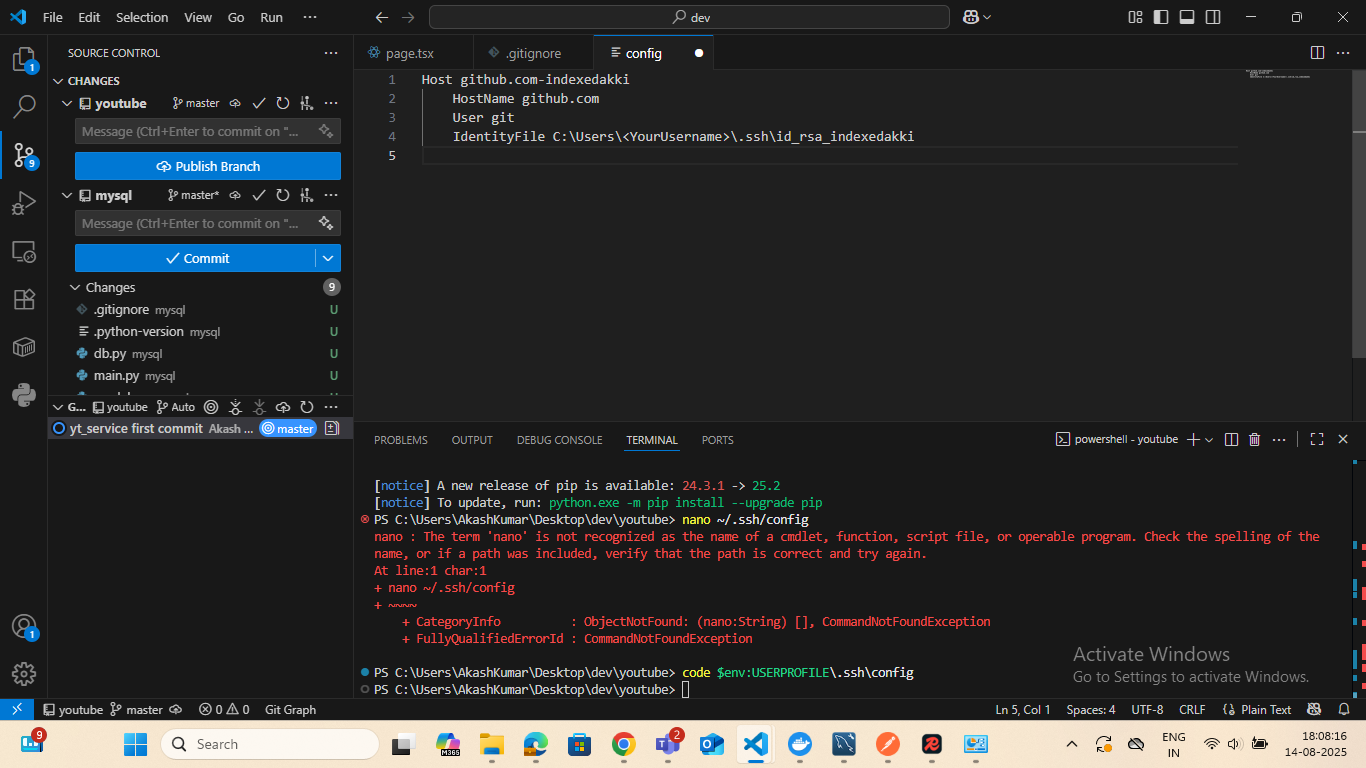 File Edit Selection View Go Run ···
dev
SOURCE CONTROL
CHANGES
youtube master
Message (Ctrl+Enter to commit on "...
Publish Branch
mysql master*
Message (Ctrl+Enter to commit on "...
Commit
Changes 9
.gitignore mysql U
.python-version mysql U
db.py mysql U
main.py mysql U
G... youtube Auto
yt_service first commit Akash ... master
1
9
1
page.tsx .gitignore config
1 Host github.com-indexedakki
2 HostName github.com
3 User git
4 IdentityFile C:\Users\<YourUsername>\.ssh\id_rsa_indexedakki
5
PROBLEMS OUTPUT DEBUG CONSOLE TERMINAL PORTS powershell - youtube
[notice] A new release of pip is available: 24.3.1 -> 25.2
[notice] To update, run: python.exe -m pip install --upgrade pip
PS C:\Users\AkashKumar\Desktop\dev\youtube> nano ~/.ssh/config
nano : The term 'nano' is not recognized as the name of a cmdlet, function, script file, or operable program. Check the spelling of the
name, or if a path was included, verify that the path is correct and try again.
At line:1 char:1
+ nano ~/.ssh/config
+ ~~~~
+ CategoryInfo : ObjectNotFound: (nano:String) [], CommandNotFoundException
+ FullyQualifiedErrorId : CommandNotFoundException
PS C:\Users\AkashKumar\Desktop\dev\youtube> code $env:USERPROFILE\.ssh\config
PS C:\Users\AkashKumar\Desktop\dev\youtube>
Activate Windows
Go to Settings to activate Windows.
youtube master 0 0 Git Graph Ln 5, Col 1 Spaces: 4 UTF-8 CRLF Plain Text
9 Search M365 2 ENG 18:08:16
IN 14-08-2025